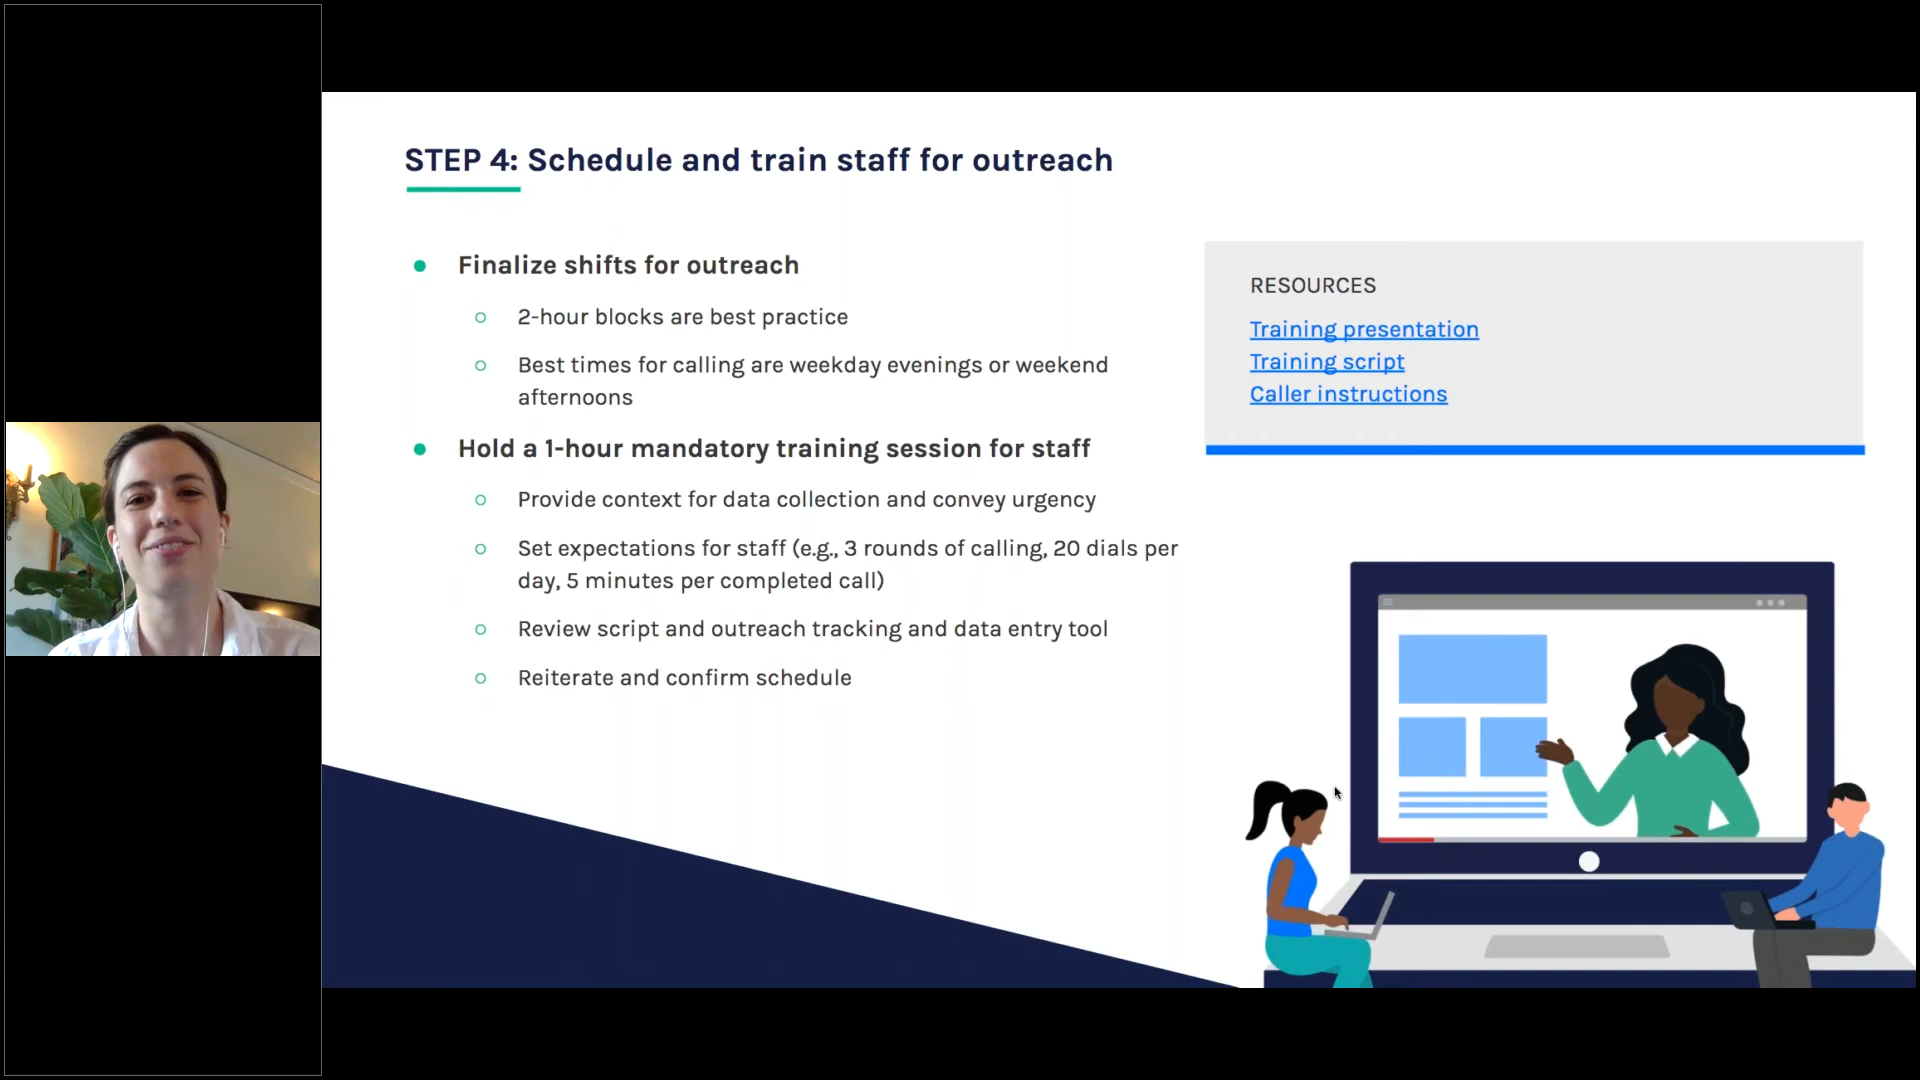 STEP 4: Schedule and train staff for outreach
● Finalize shifts for outreach
○ 2-hour blocks are best practice
○ Best times for calling are weekday evenings or weekend
afternoons
● Hold a 1-hour mandatory training session for staff
○ Provide context for data collection and convey urgency
○ Set expectations for staff (e.g., 3 rounds of calling, 20 dials per
day, 5 minutes per completed call)
○ Review script and outreach tracking and data entry tool
○ Reiterate and confirm schedule
RESOURCES
Training presentation
Training script
Caller instructions